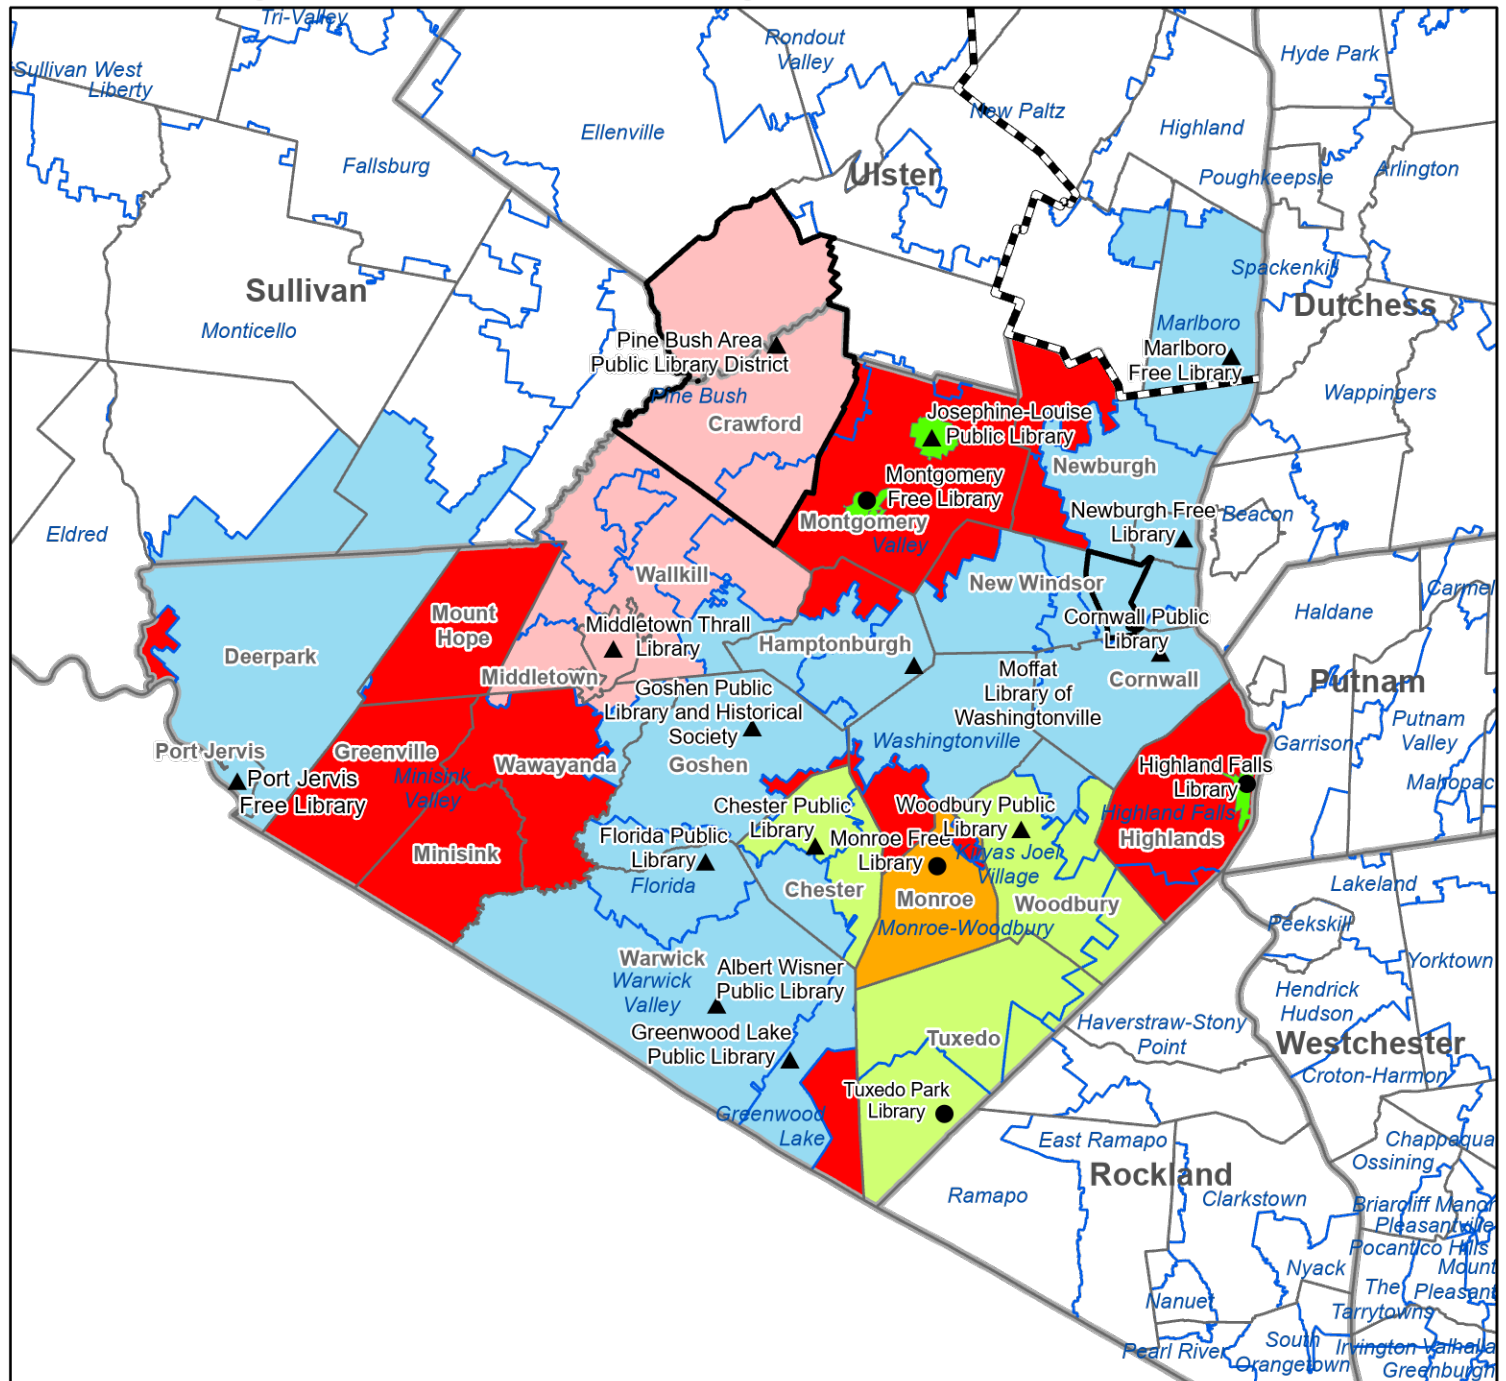 Tri-Valley
Sullivan West
Liberty
Rondout
Valley
Hyde Park
New Paltz
Ellenville
Highland
Fallsburg
Ulster
Poughkeepsie
Arlington
Spackenkill
Sullivan
Dutchess
Monticello
Marlboro
Marlboro
Free Library
Pine Bush Area
Public Library District
Pine Bush
Crawford
Wappingers
Josephine-Louise
Public Library
Newburgh
Montgomery
Free Library
Montgomery
Valley
Newburgh Free
Library
Beacon
Eldred
Wallkill
New Windsor
Carmel
Haldane
Mount
Hope
Middletown Thrall
Library
Cornwall Public
Library
Deerpark
Hamptonburgh
Middletown
Moffat
Library of
Washingtonville
Cornwall
Putnam
Goshen Public
Library and Historical
Society
Washingtonville
Putnam
Valley
Garrison
Port Jervis
Port Jervis
Free Library
Greenville
Minisink
Valley
Wawayanda
Goshen
Highland Falls
Library
Mahopac
Chester Public
Library
Woodbury Public
Library
Highland Falls
Highlands
Florida Public
Library
Monroe Free
Library
Kiryas Joel
Village
Minisink
Florida
Chester
Monroe
Woodbury
Lakeland
Monroe-Woodbury
Peekskill
Warwick
Warwick
Valley
Albert Wisner
Public Library
Yorktown
Hendrick
Hudson
Greenwood Lake
Public Library
Tuxedo
Haverstraw-Stony
Point
Westchester
Croton-Harmon
Tuxedo Park
Library
Greenwood
Lake
East Ramapo
Chappaqua
Ossining
Rockland
Ramapo
Clarkstown
Briarcliff Manor
Pleasantville
Pocantico Hills
Nyack
Mount
Pleasant
The
Tarrytowns
Nanuet
Pearl River
South
Orangetown
Irvington
Valhalla
Greenburgh